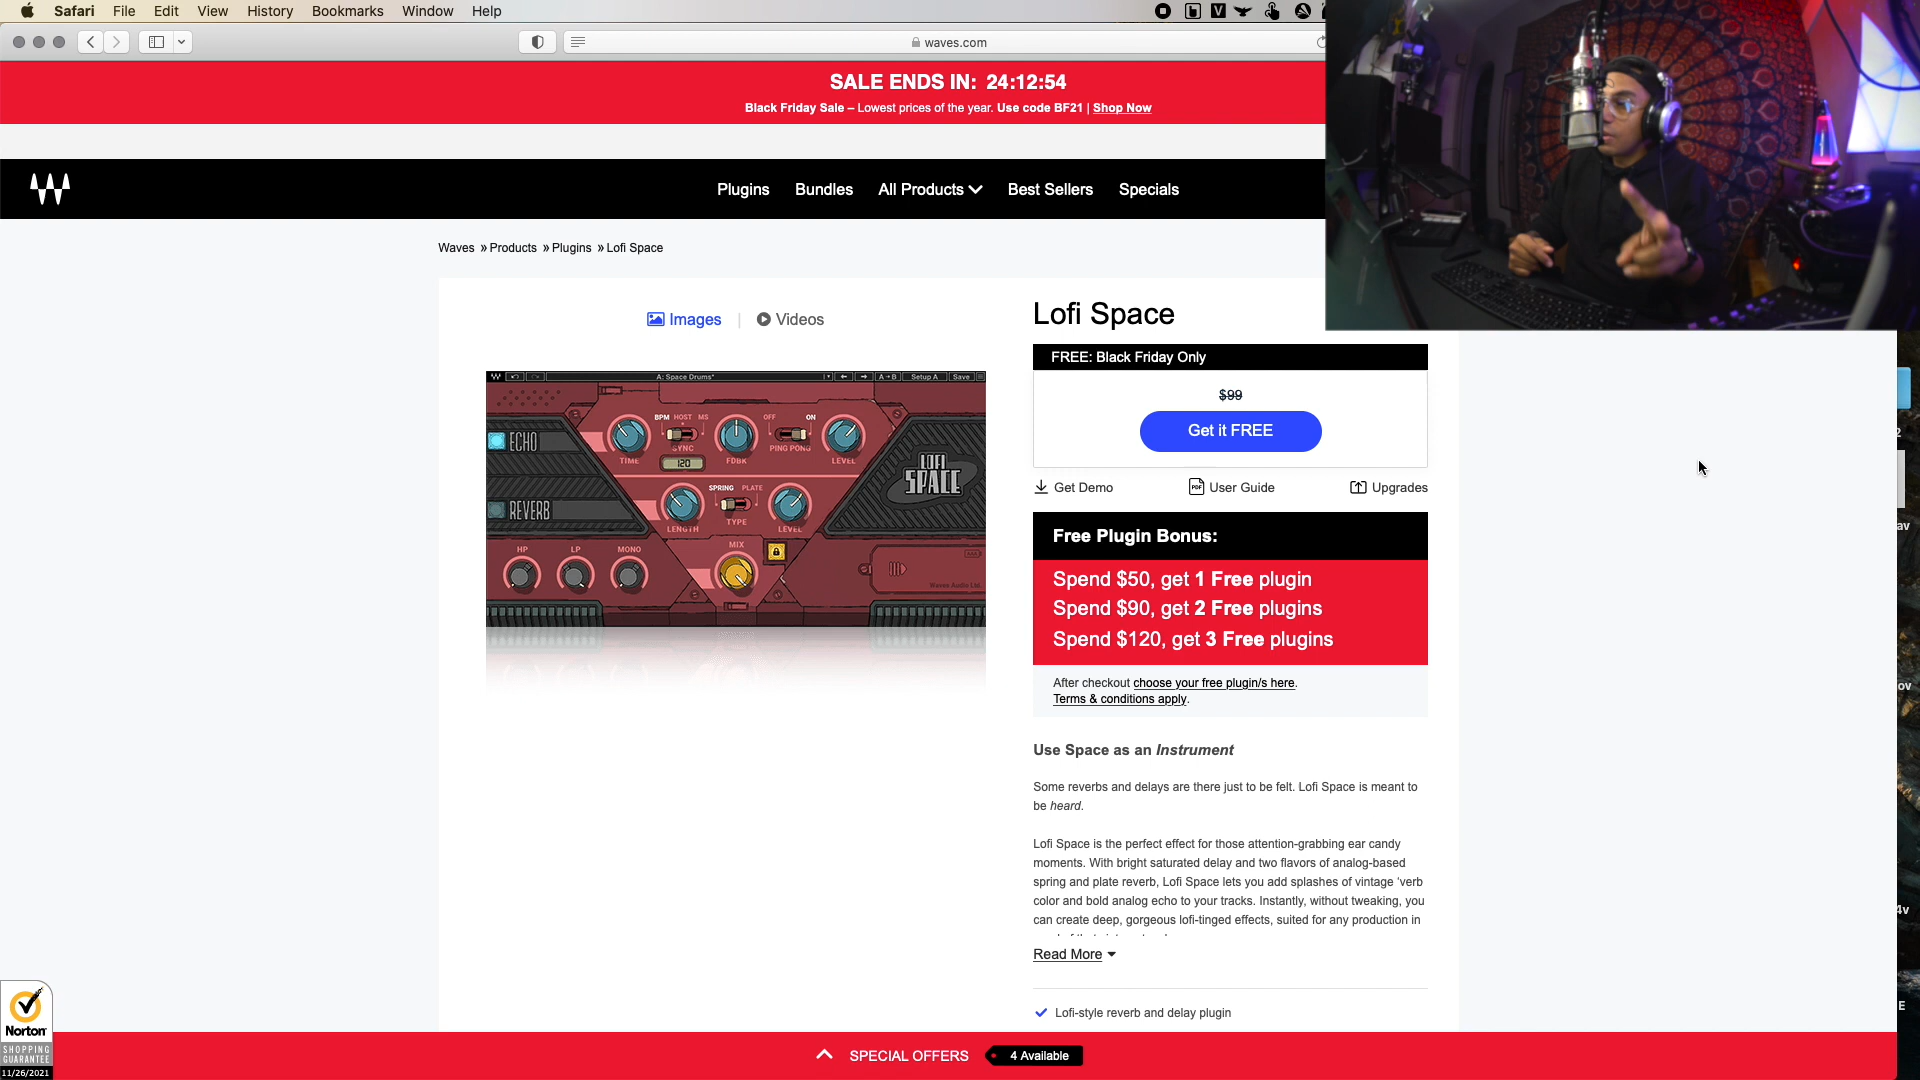 Safari File Edit View History Bookmarks Window Help
waves.com
SALE ENDS IN: 24:12:54
Black Friday Sale – Lowest prices of the year. Use code BF21 | Shop Now
Plugins Bundles All Products Best Sellers Specials
Waves » Products » Plugins » Lofi Space
Images | Videos
Lofi Space
FREE: Black Friday Only
$99
Get it FREE
Get Demo User Guide Upgrades
A: Space Drums* A→B Setup A Save
BPM HOST MS OFF ON
ECHO
SYNC PING PONG
TIME 120 FDBK LEVEL
LOFI
SPACE
SPRING PLATE
REVERB
LENGTH TYPE LEVEL
HP LP MONO MIX
Waves Audio Ltd.
Free Plugin Bonus:
Spend $50, get 1 Free plugin
Spend $90, get 2 Free plugins
Spend $120, get 3 Free plugins
After checkout choose your free plugin/s here.
Terms & conditions apply.
Use Space as an Instrument
Some reverbs and delays are there just to be felt. Lofi Space is meant to
be heard.
Lofi Space is the perfect effect for those attention-grabbing ear candy
moments. With bright saturated delay and two flavors of analog-based
spring and plate reverb, Lofi Space lets you add splashes of vintage 'verb
color and bold analog echo to your tracks. Instantly, without tweaking, you
can create deep, gorgeous lofi-tinged effects, suited for any production in
Read More
Lofi-style reverb and delay plugin
Norton
SHOPPING
GUARANTEE
11/26/2021
SPECIAL OFFERS 4 Available